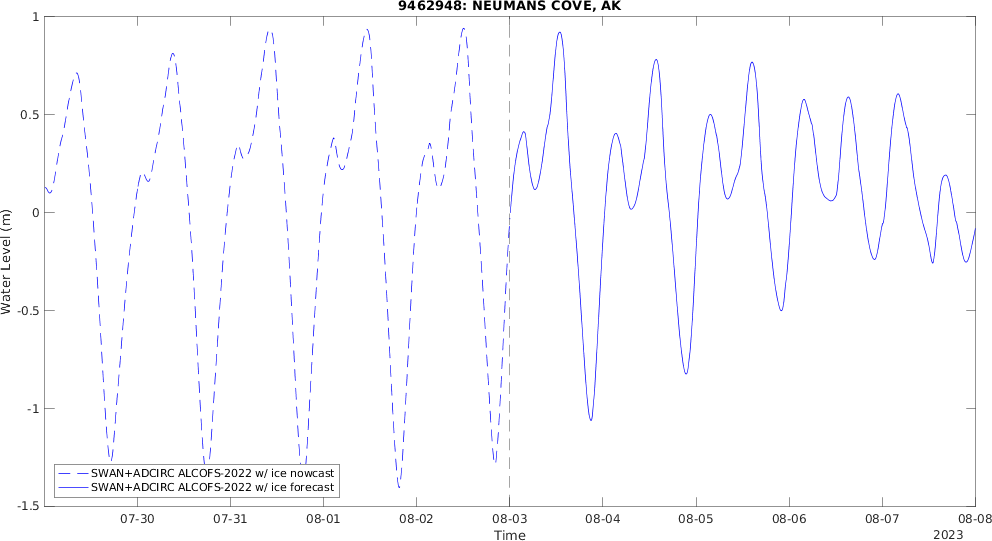 9462948: NEUMANS COVE, AK
Water Level (m)
1
0.5
0
-0.5
-1
-1.5
SWAN+ADCIRC ALCOFS-2022 w/ ice nowcast
SWAN+ADCIRC ALCOFS-2022 w/ ice forecast
07-30 07-31 08-01 08-02 08-03 08-04 08-05 08-06 08-07 08-08
Time
2023